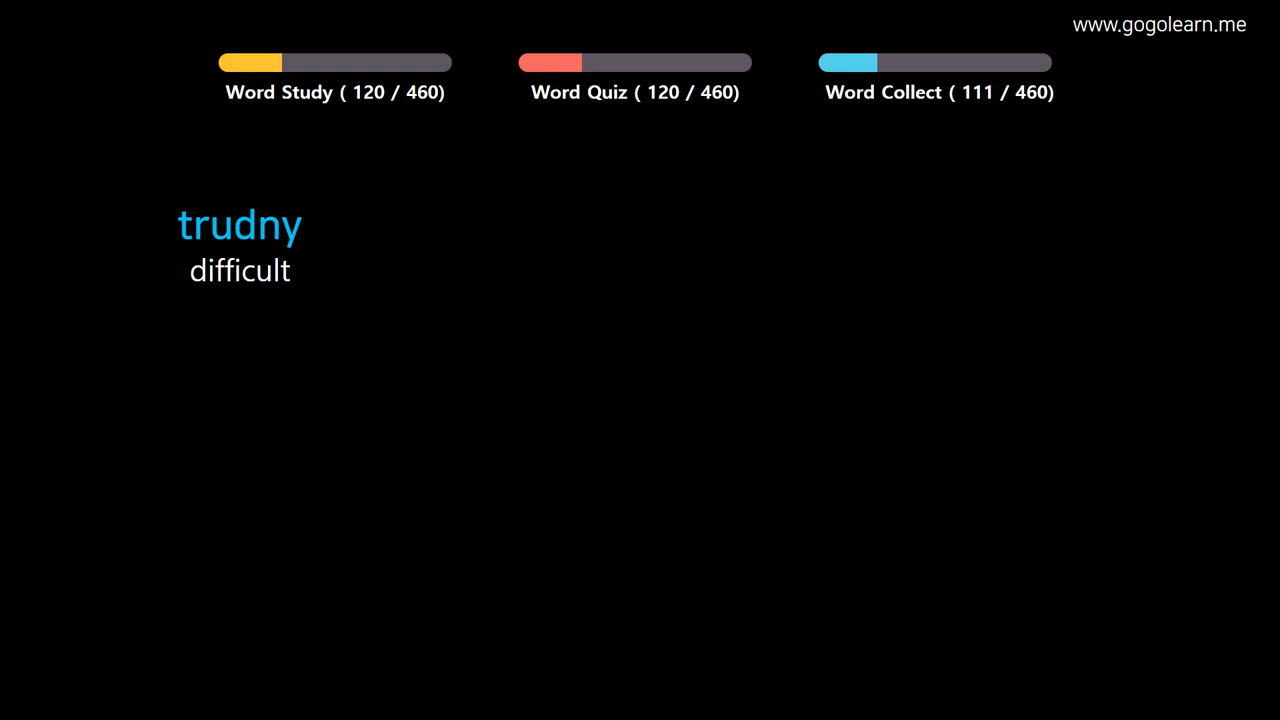 www.gogolearn.me
Word Study ( 120 / 460)
Word Quiz ( 120 / 460)
Word Collect ( 111 / 460)
trudny
difficult